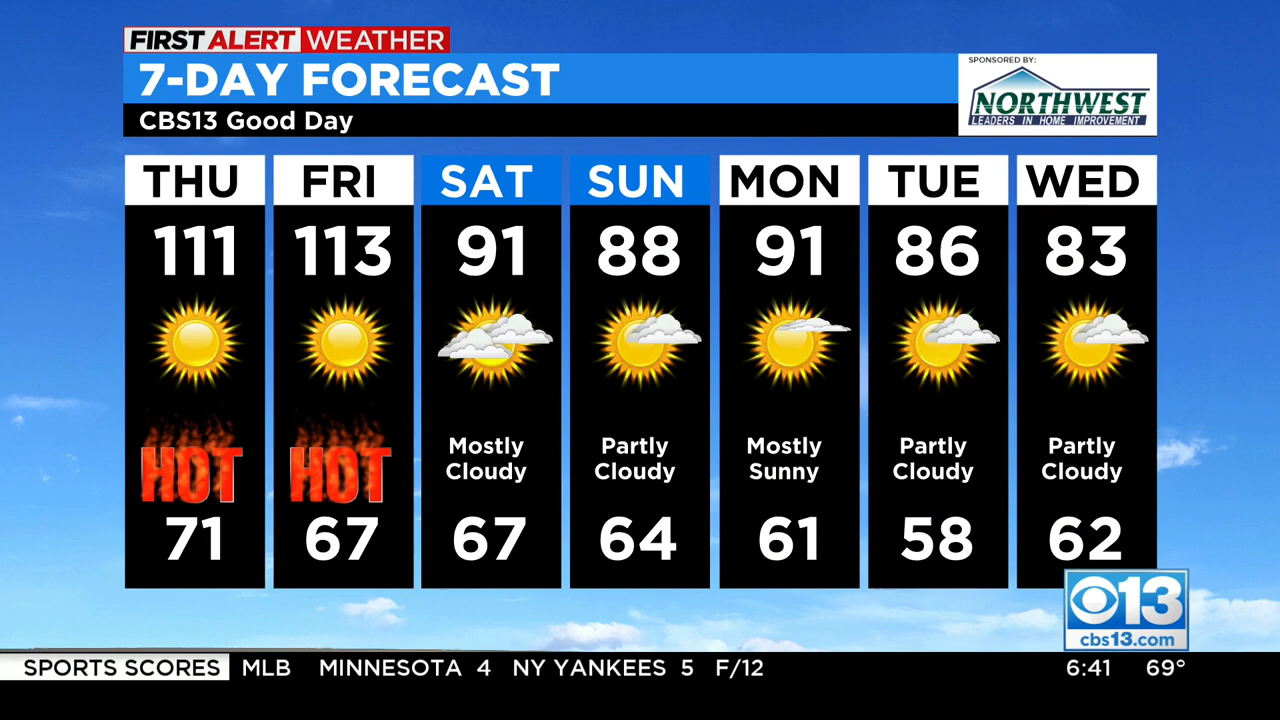 FIRST ALERT WEATHER
7-DAY FORECAST
CBS13 Good Day
SPONSORED BY:
NORTHWEST
LEADERS IN HOME IMPROVEMENT
THU FRI SAT SUN MON TUE WED
111 113 91 88 91 86 83
HOT HOT Mostly Cloudy Partly Cloudy Mostly Sunny Partly Cloudy Partly Cloudy
71 67 67 64 61 58 62
13
cbs13.com
SPORTS SCORES MLB MINNESOTA 4 NY YANKEES 5 F/12 6:41 69°